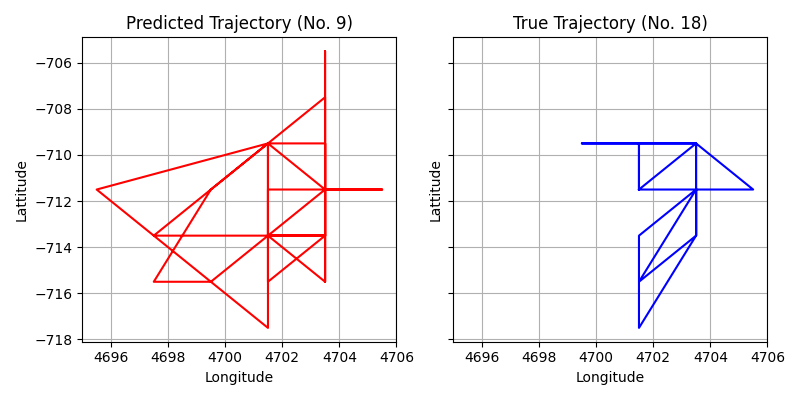 Predicted Trajectory (No. 9)
True Trajectory (No. 18)
Lattitude
−706
−708
−710
−712
−714
−716
−718
4696 4698 4700 4702 4704 4706
Longitude
Lattitude
4696 4698 4700 4702 4704 4706
Longitude